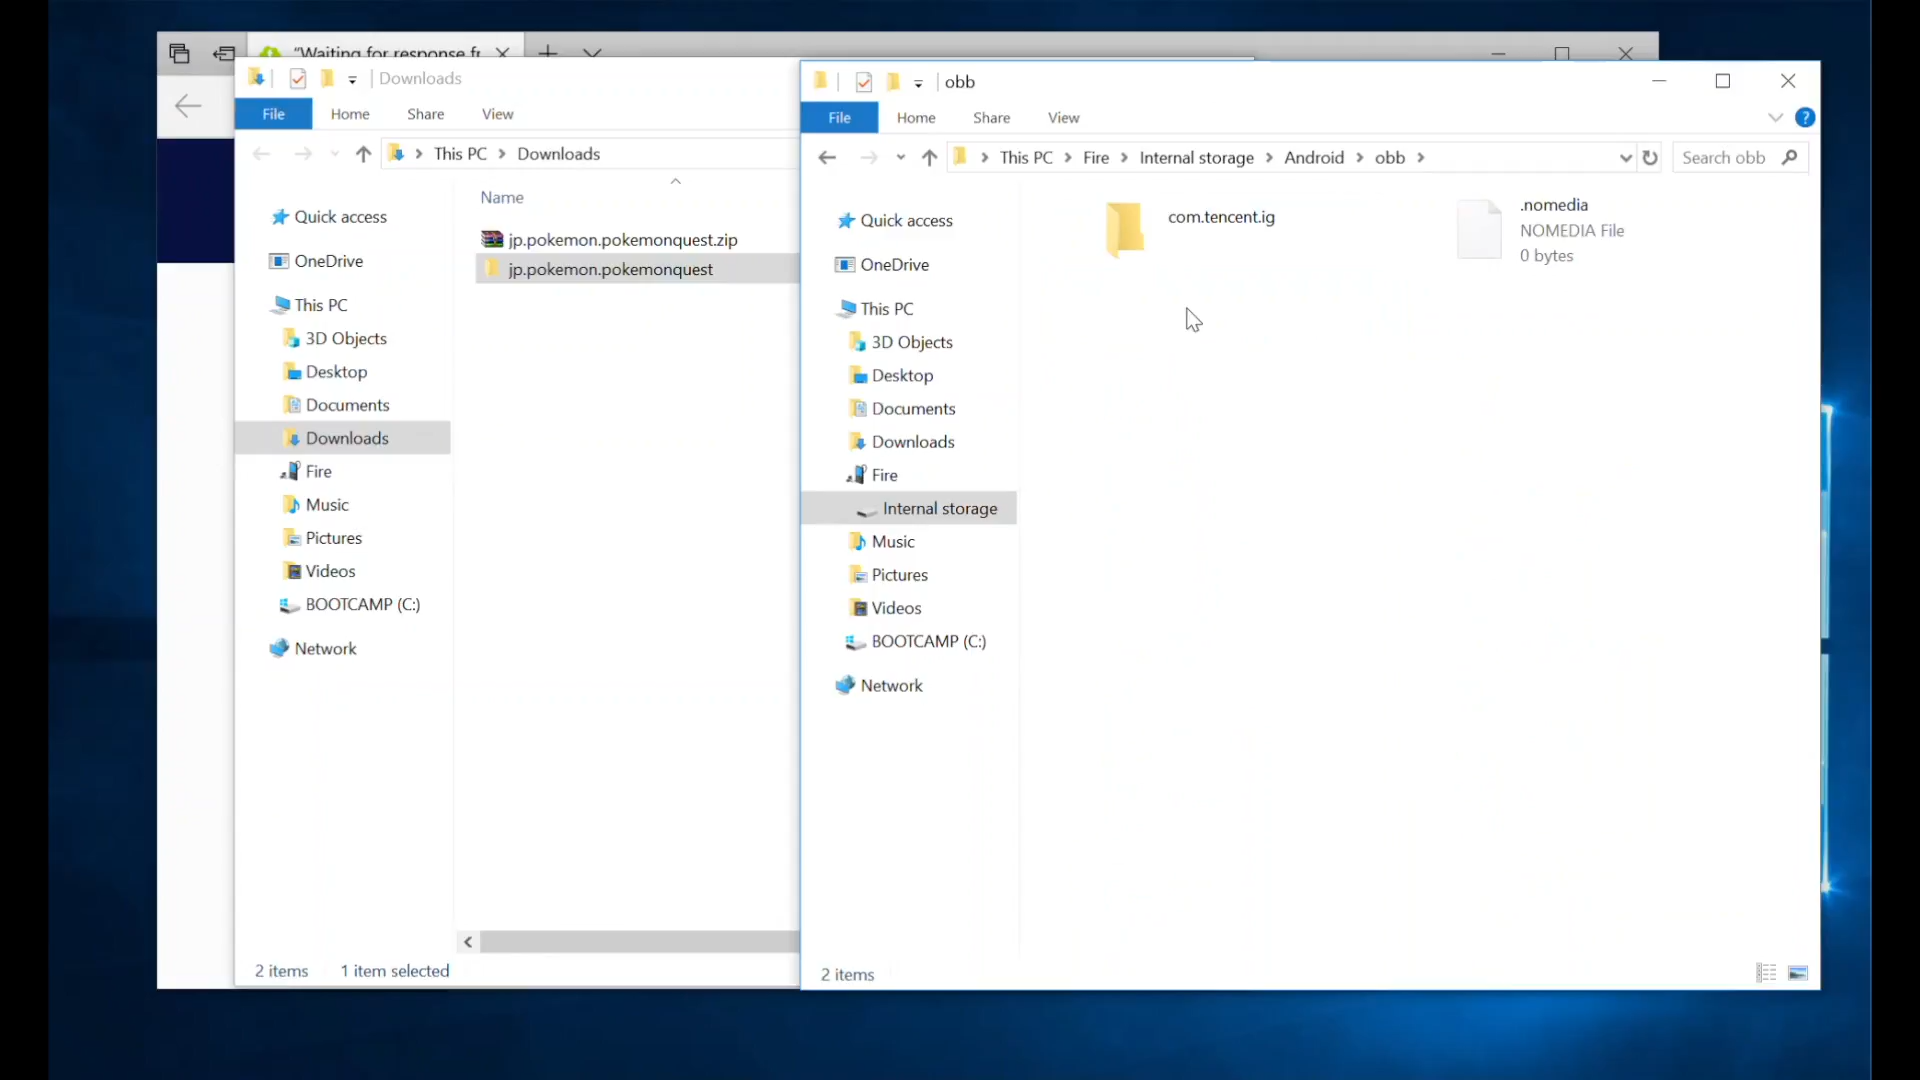 "Waiting for response fr
Downloads
File Home Share View
This PC Downloads
Name
Quick access
OneDrive
This PC
3D Objects
Desktop
Documents
Downloads
Fire
Music
Pictures
Videos
BOOTCAMP (C:)
Network
jp.pokemon.pokemonquest.zip
jp.pokemon.pokemonquest
2 items 1 item selected
obb
File Home Share View
?
This PC Fire Internal storage Android obb
Search obb
Quick access
OneDrive
This PC
3D Objects
Desktop
Documents
Downloads
Fire
Internal storage
Music
Pictures
Videos
BOOTCAMP (C:)
Network
com.tencent.ig
.nomedia
NOMEDIA File
0 bytes
2 items